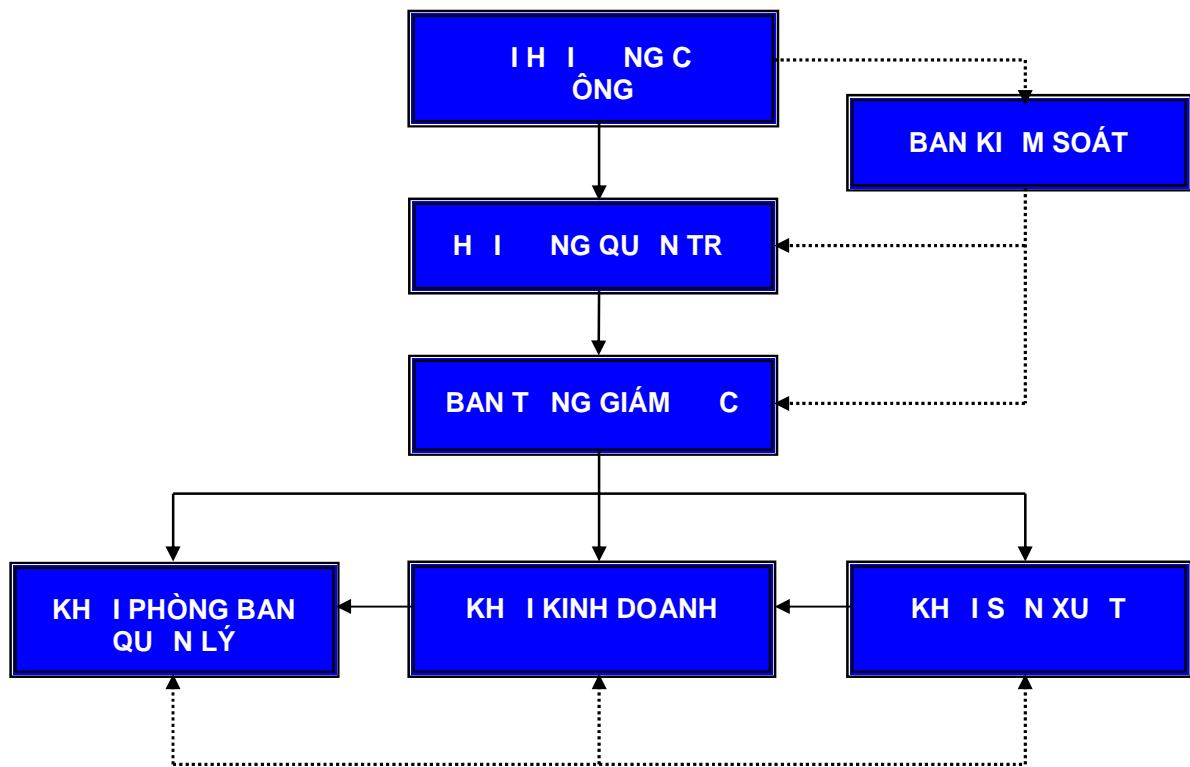 I H I NG C
ÔNG
BAN KI M SOÁT
H I NG QU N TR
BAN T NG GIÁM C
KH I PHÒNG BAN
QU N LÝ
KH I KINH DOANH
KH I S N XU T